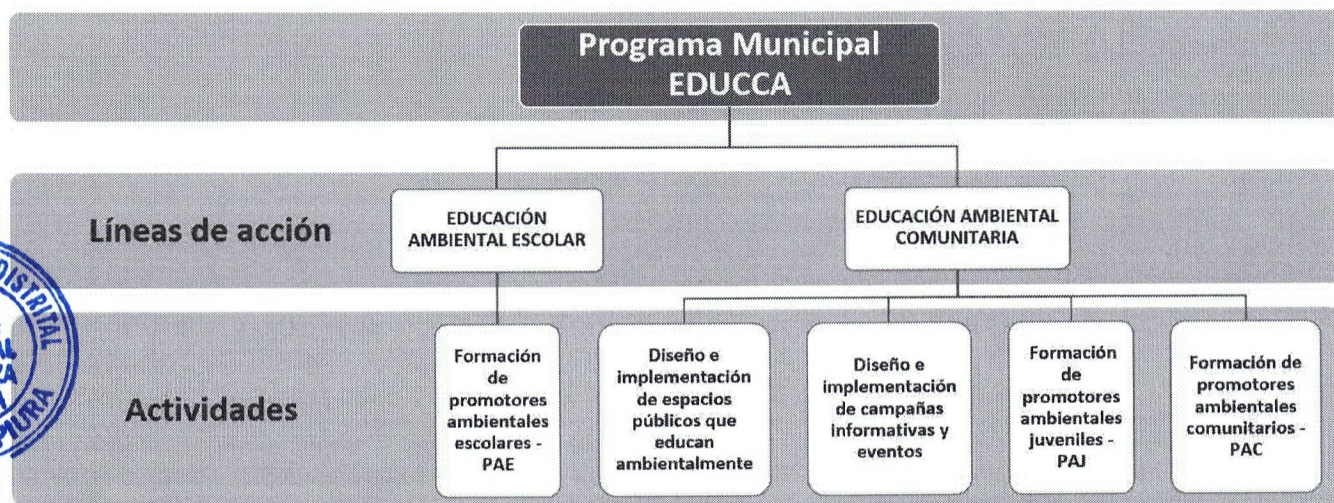 Programa Municipal
EDUCCA
Líneas de acción
EDUCACIÓN
AMBIENTAL ESCOLAR
EDUCACIÓN AMBIENTAL
COMUNITARIA
DISTRITAL
PIURA
Actividades
Formación
de
promotores
ambientales
escolares -
PAE
Diseño e
implementación
de espacios
públicos que
educan
ambientalmente
Diseño e
implementación
de campañas
informativas y
eventos
Formación
de
promotores
ambientales
juveniles -
PAJ
Formación de
promotores
ambientales
comunitarios -
PAC